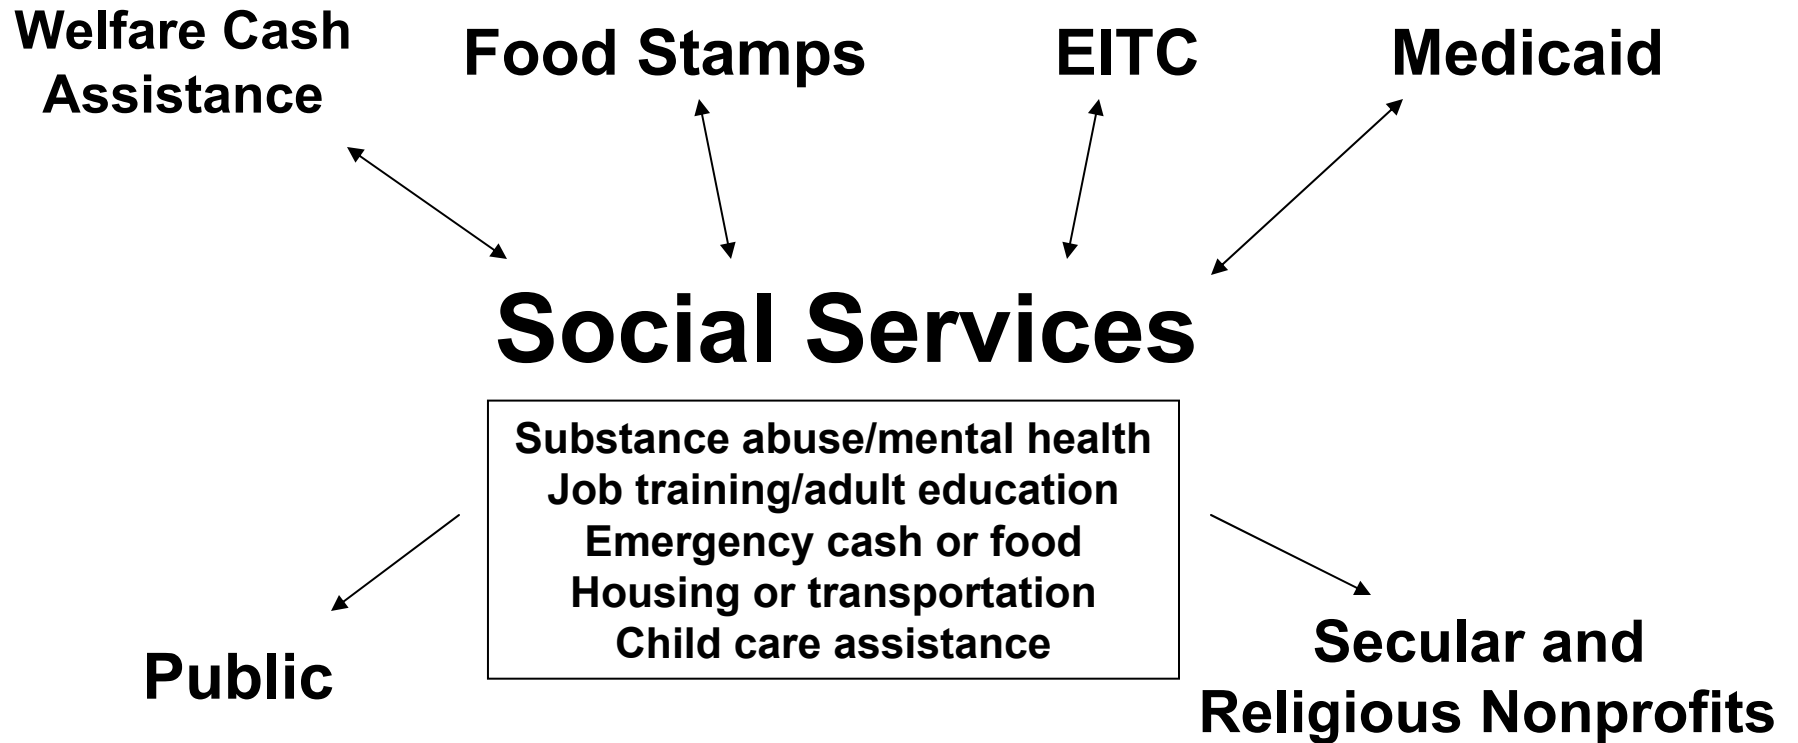 Welfare Cash
Assistance
Food Stamps
EITC
Medicaid
Social Services
Substance abuse/mental health
Job training/adult education
Emergency cash or food
Housing or transportation
Child care assistance
Public
Secular and
Religious Nonprofits